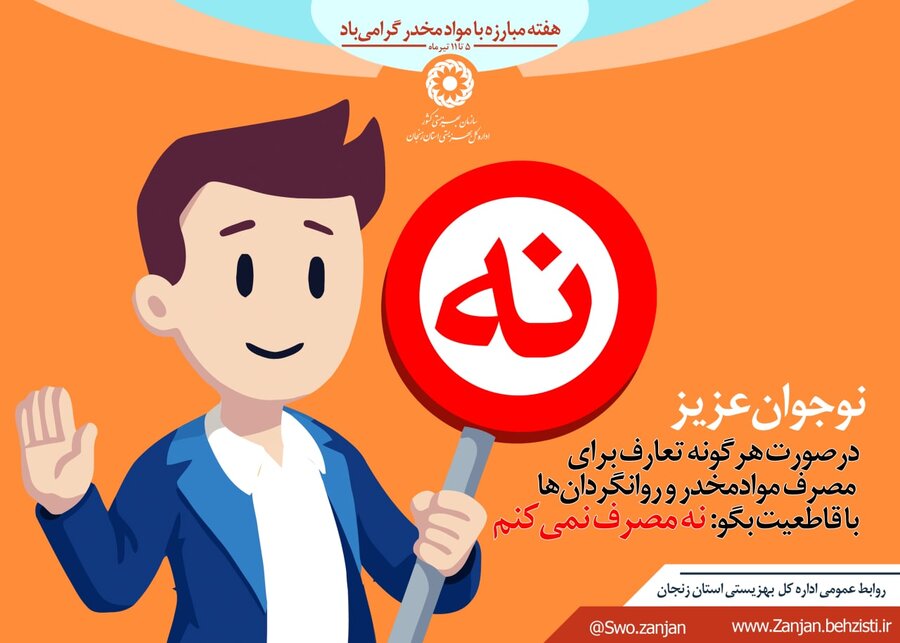 هفته مبارزه با مواد مخدر گرامی باد
۵ تا ۱۱ تیر ماه
سازمان بهزیستی کشور
اداره کل بهزیستی استان زنجان
نه
نوجوان عزیز
در صورت هر گونه تعارف برای
مصرف مواد مخدر و روانگردان‌ها
با قاطعیت بگو: نه مصرف نمی کنم
روابط عمومی اداره کل بهزیستی استان زنجان
@Swo.zanjan
www.Zanjan.behzisti.ir